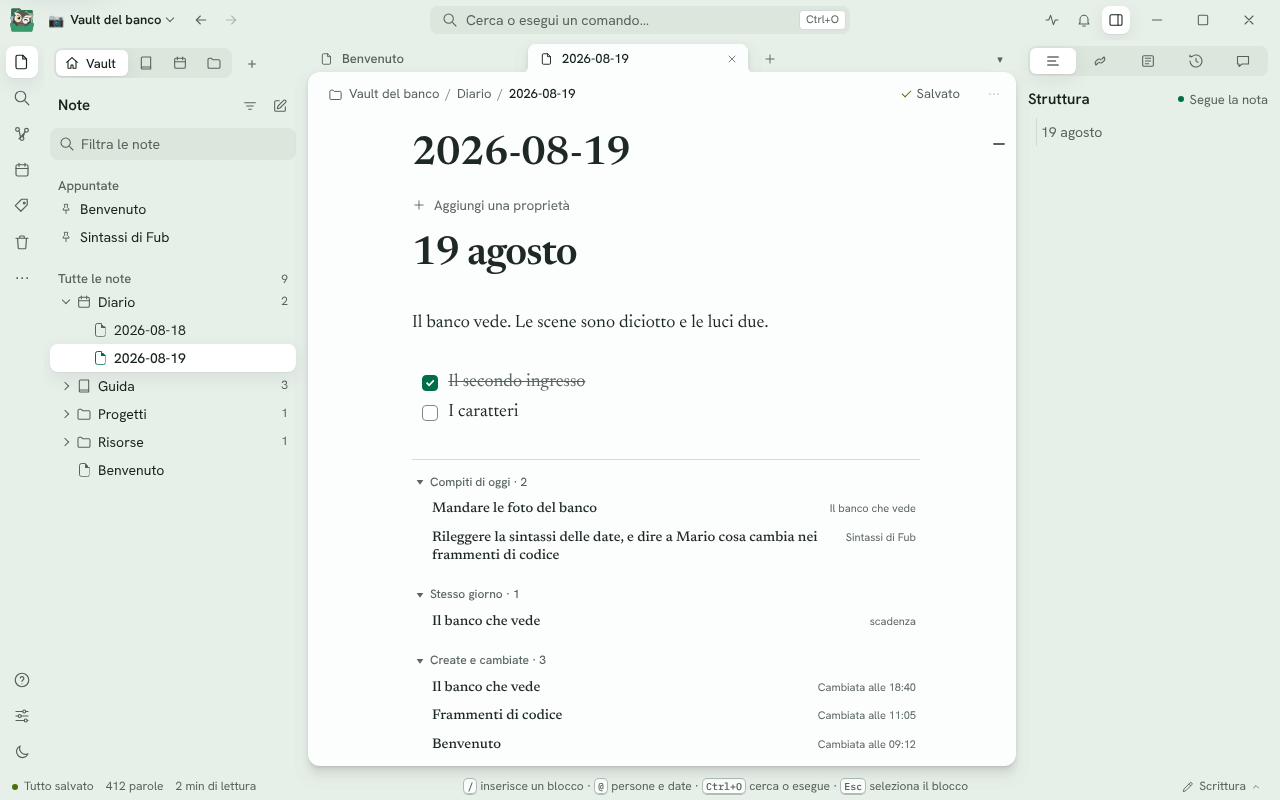 Vault del banco
Cerca o esegui un comando…
Ctrl+O
Vault
Benvenuto
2026-08-19
Note
Filtra le note
Appuntate
Benvenuto
Sintassi di Fub
Tutte le note 9
Diario 2
2026-08-18
2026-08-19
Guida 3
Progetti 1
Risorse 1
Benvenuto
Vault del banco / Diario / 2026-08-19
Salvato
2026-08-19
Aggiungi una proprietà
19 agosto
Il banco vede. Le scene sono diciotto e le luci due.
Il secondo ingresso
I caratteri
Compiti di oggi · 2
Mandare le foto del banco Il banco che vede
Rileggere la sintassi delle date, e dire a Mario cosa cambia nei Sintassi di Fub
frammenti di codice
Stesso giorno · 1
Il banco che vede scadenza
Create e cambiate · 3
Il banco che vede Cambiata alle 18:40
Frammenti di codice Cambiata alle 11:05
Benvenuto Cambiata alle 09:12
Struttura
Segue la nota
19 agosto
Tutto salvato 412 parole 2 min di lettura
/ inserisce un blocco · @ persone e date · Ctrl+O cerca o esegue · Esc seleziona il blocco
Scrittura